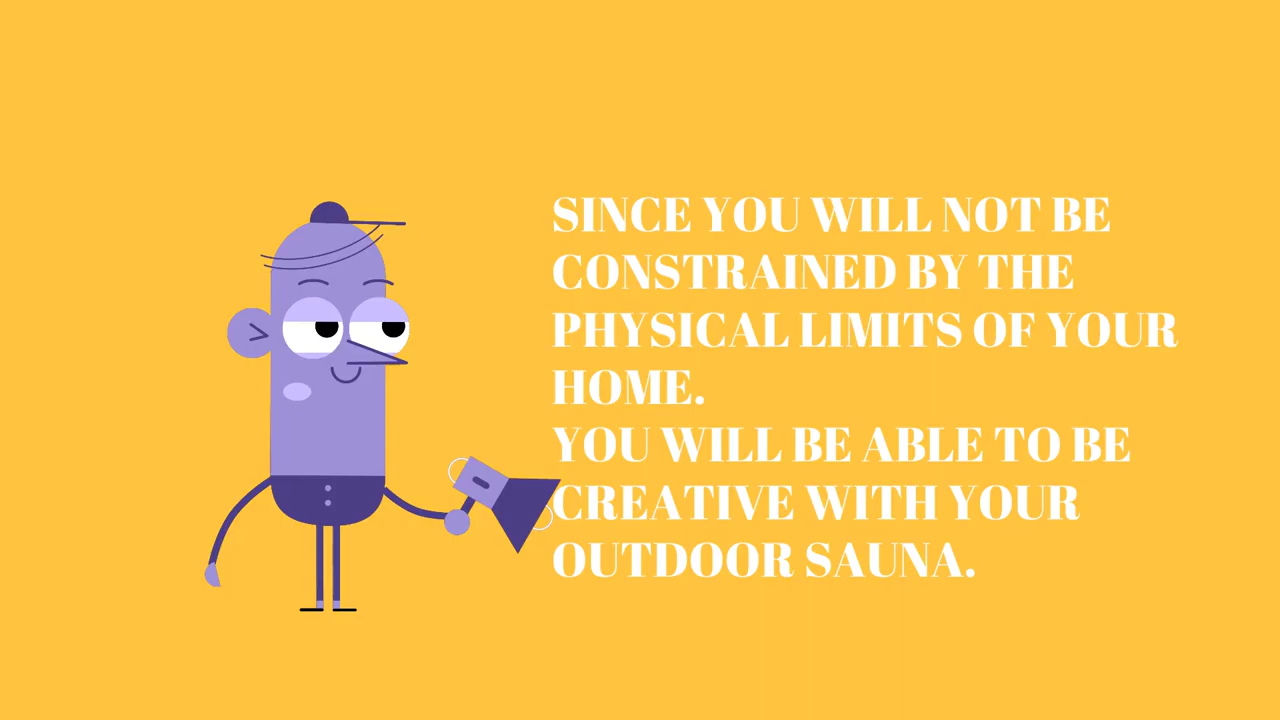 SINCE YOU WILL NOT BE
CONSTRAINED BY THE
PHYSICAL LIMITS OF YOUR
HOME.
YOU WILL BE ABLE TO BE
CREATIVE WITH YOUR
OUTDOOR SAUNA.